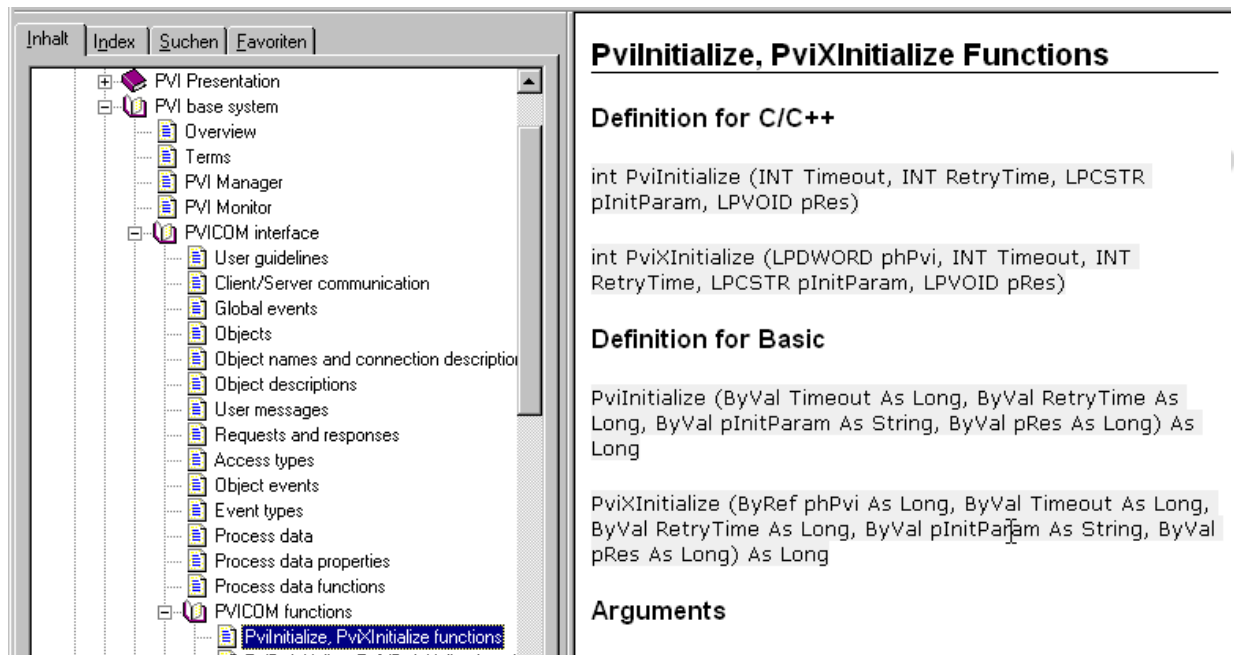 Inhalt Index Suchen Favoriten
PVI Presentation
PVI base system
Overview
Terms
PVI Manager
PVI Monitor
PVICOM interface
User guidelines
Client/Server communication
Global events
Objects
Object names and connection description
Object descriptions
User messages
Requests and responses
Access types
Object events
Event types
Process data
Process data properties
Process data functions
PVICOM functions
PviInitialize, PviXInitialize functions
PviInitialize, PviXInitialize Functions
Definition for C/C++
int PviInitialize (INT Timeout, INT RetryTime, LPCSTR
pInitParam, LPVOID pRes)
int PviXInitialize (LPDWORD phPvi, INT Timeout, INT
RetryTime, LPCSTR pInitParam, LPVOID pRes)
Definition for Basic
PviInitialize (ByVal Timeout As Long, ByVal RetryTime As
Long, ByVal pInitParam As String, ByVal pRes As Long) As
Long
PviXInitialize (ByRef phPvi As Long, ByVal Timeout As Long,
ByVal RetryTime As Long, ByVal pInitParam As String, ByVal
pRes As Long) As Long
Arguments